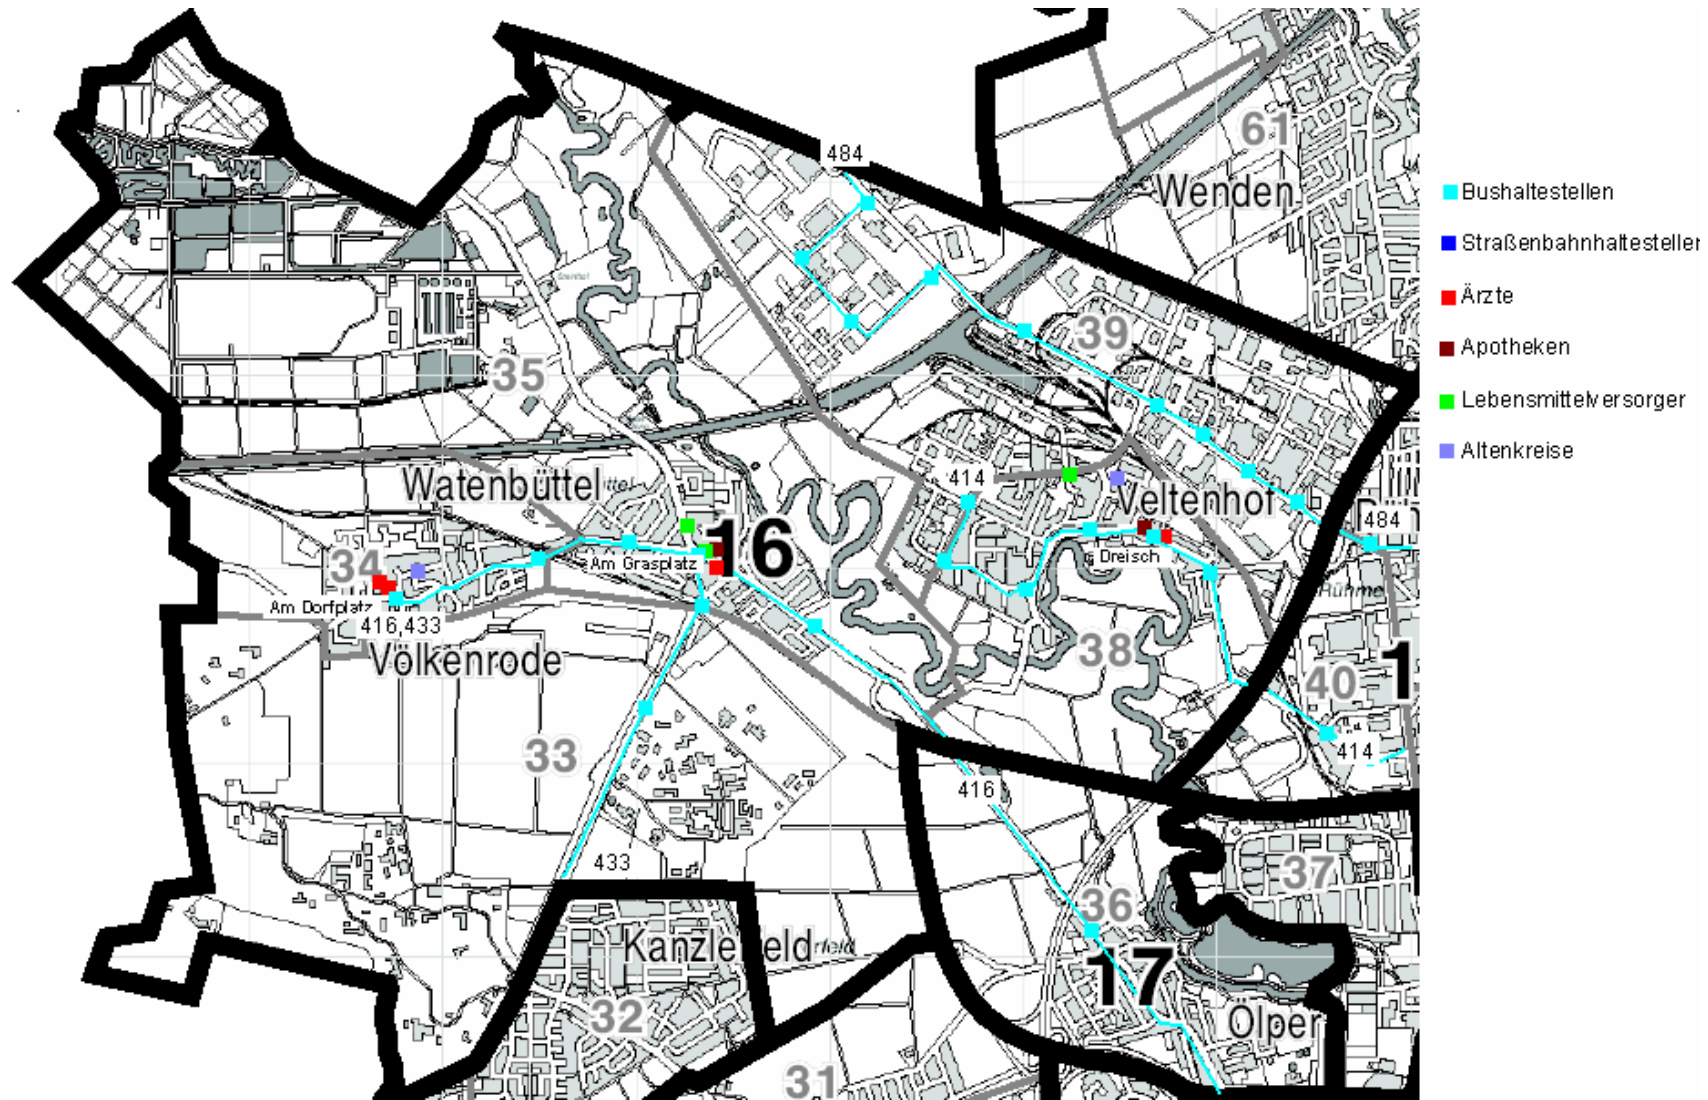 484
61
Wenden
Bushaltestellen
Straßenbahnhaltestellen
Ärzte
Apotheken
Lebensmittelversorger
Altenkreise
39
35
Watenbüttel
414
Veltenhof
484
16
34
Am Grasplatz
Dreisch
Am Dorfplatz
416,433
Völkenrode
38
Rühme
40
1
33
414
416
433
37
36
Kanzlerfeld
17
32
Ölper
31